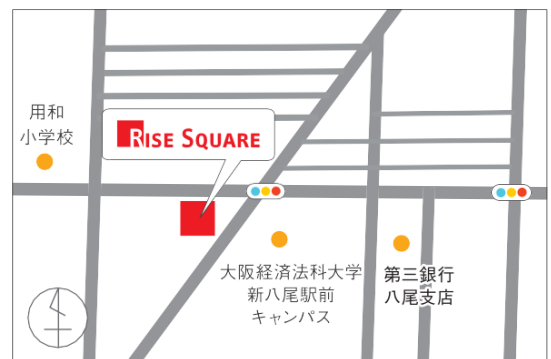 用和
小学校
RISE SQUARE
大阪経済法科大学
新八尾駅前
キャンパス
第三銀行
八尾支店